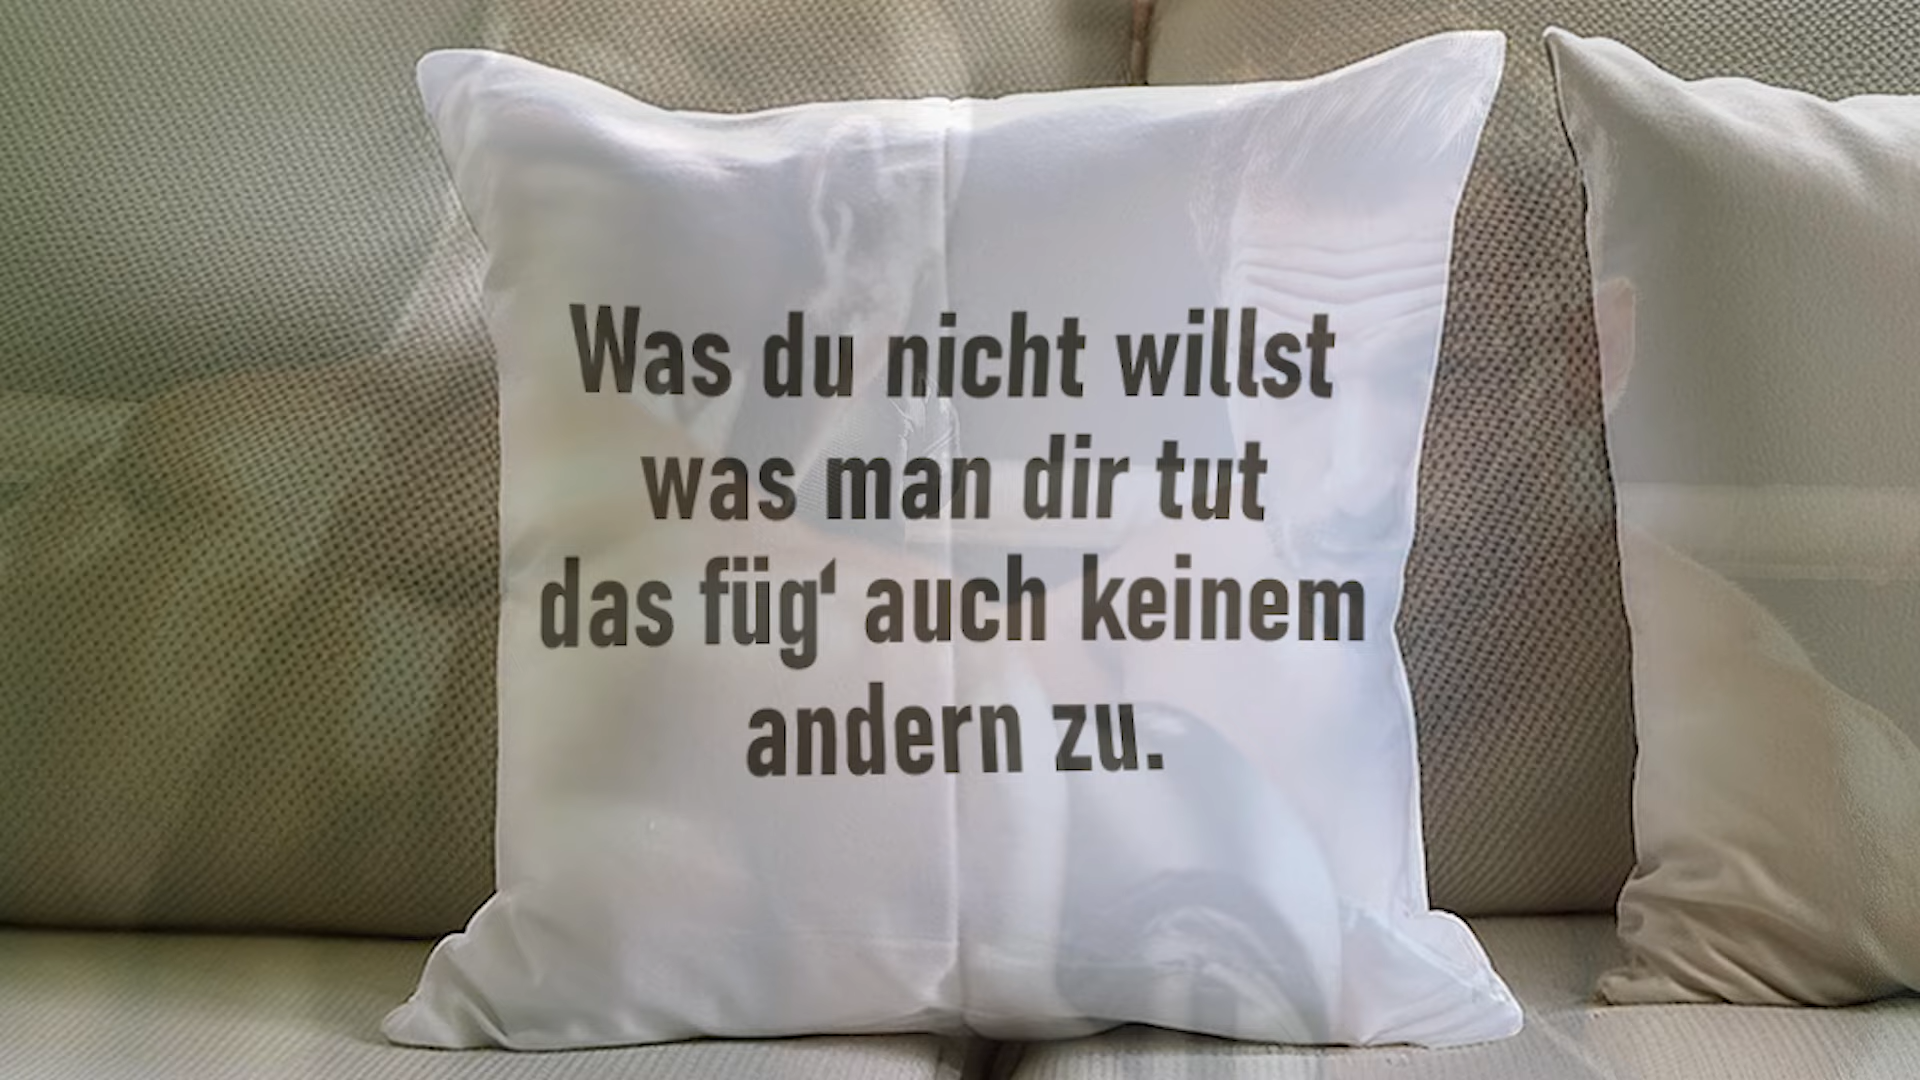 Was du nicht willst
was man dir tut
das füg‘ auch keinem
andern zu.